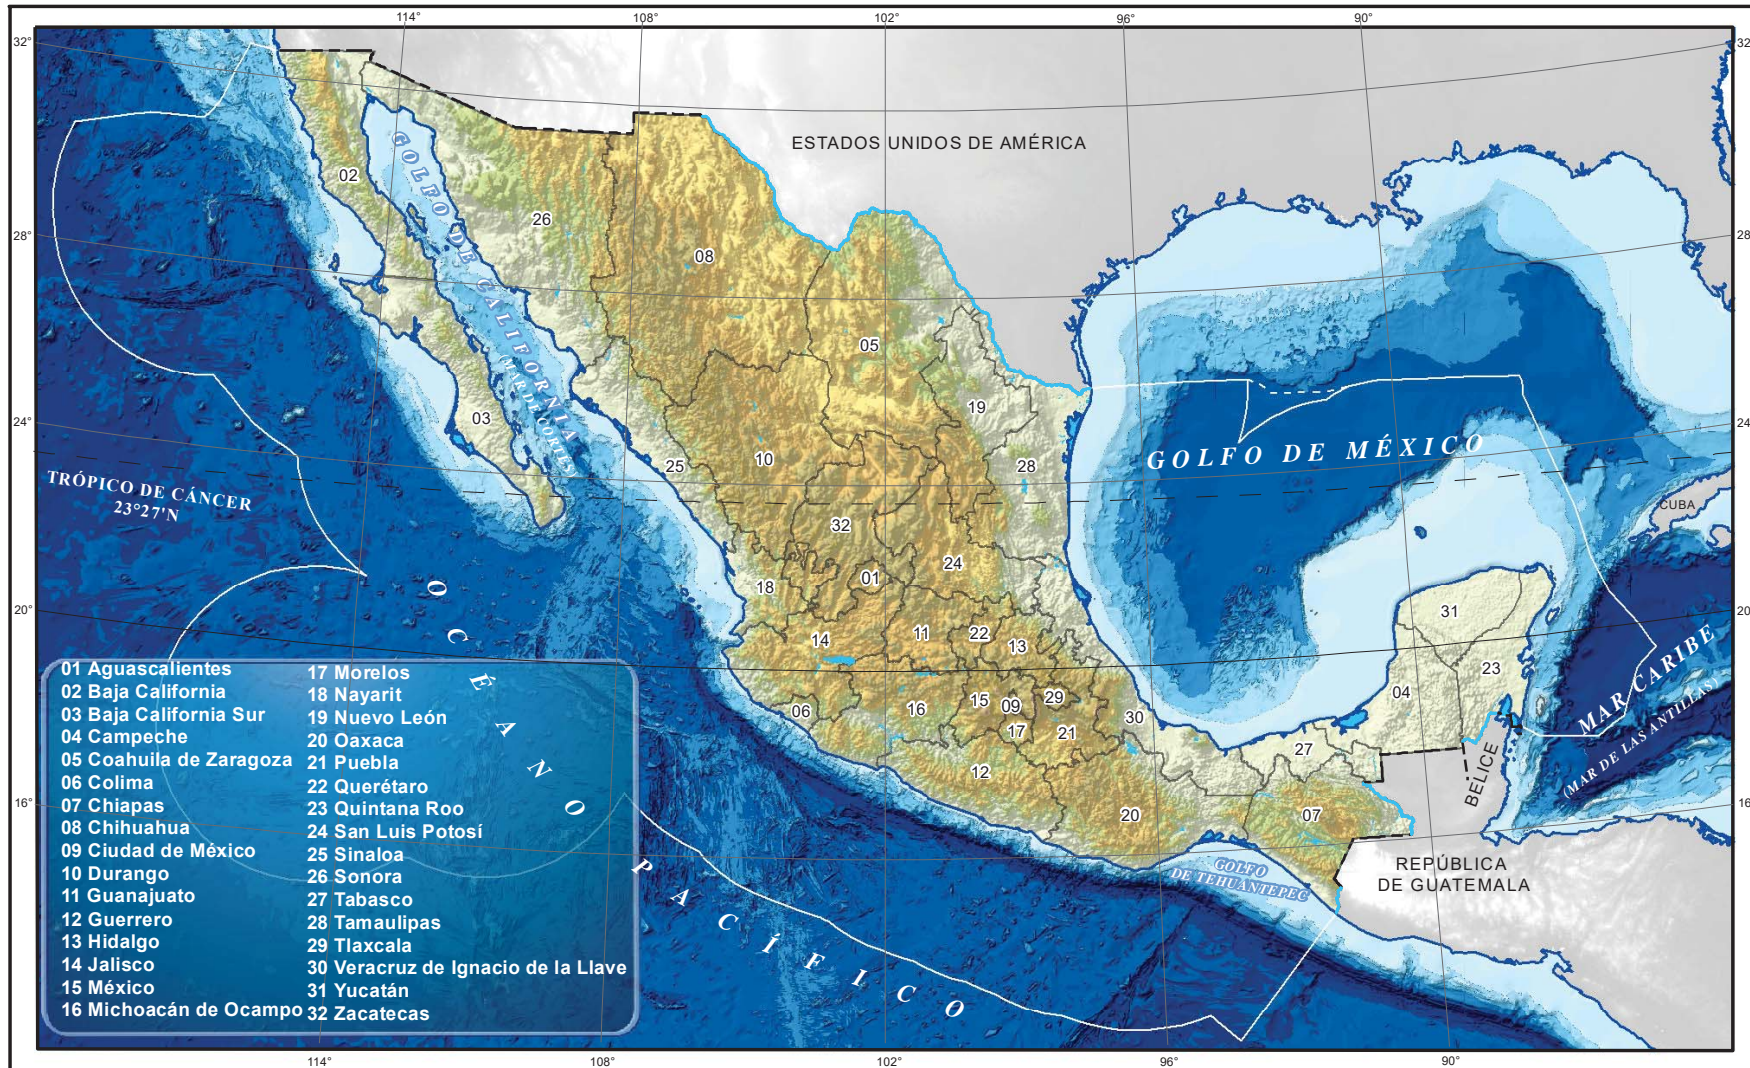 114°
108°
102°
96°
90°
32°
32
28°
28
24°
24
20°
20
16°
16
ESTADOS UNIDOS DE AMÉRICA
GOLFO DE CALIFORNIA
(MAR DE CORTÉS)
GOLFO DE MÉXICO
TRÓPICO DE CÁNCER
23°27'N
CUBA
MAR CARIBE
(MAR DE LAS ANTILLAS)
BELICE
REPÚBLICA
DE GUATEMALA
GOLFO
DE TEHUANTEPEC
OCÉANO PACÍFICO
02
26
08
05
03
19
25
10
28
32
24
01
18
14
11
22
13
31
23
04
06
16
15
09
29
17
21
30
27
12
20
07
01 Aguascalientes
02 Baja California
03 Baja California Sur
04 Campeche
05 Coahuila de Zaragoza
06 Colima
07 Chiapas
08 Chihuahua
09 Ciudad de Mèxico
10 Durango
11 Guanajuato
12 Guerrero
13 Hidalgo
14 Jalisco
15 México
16 Michoacán de Ocampo
17 Morelos
18 Nayarit
19 Nuevo León
20 Oaxaca
21 Puebla
22 Querétaro
23 Quintana Roo
24 San Luis Potosí
25 Sinaloa
26 Sonora
27 Tabasco
28 Tamaulipas
29 Tlaxcala
30 Veracruz de Ignacio de la Llave
31 Yucatán
32 Zacatecas
114°
108°
102°
96°
90°